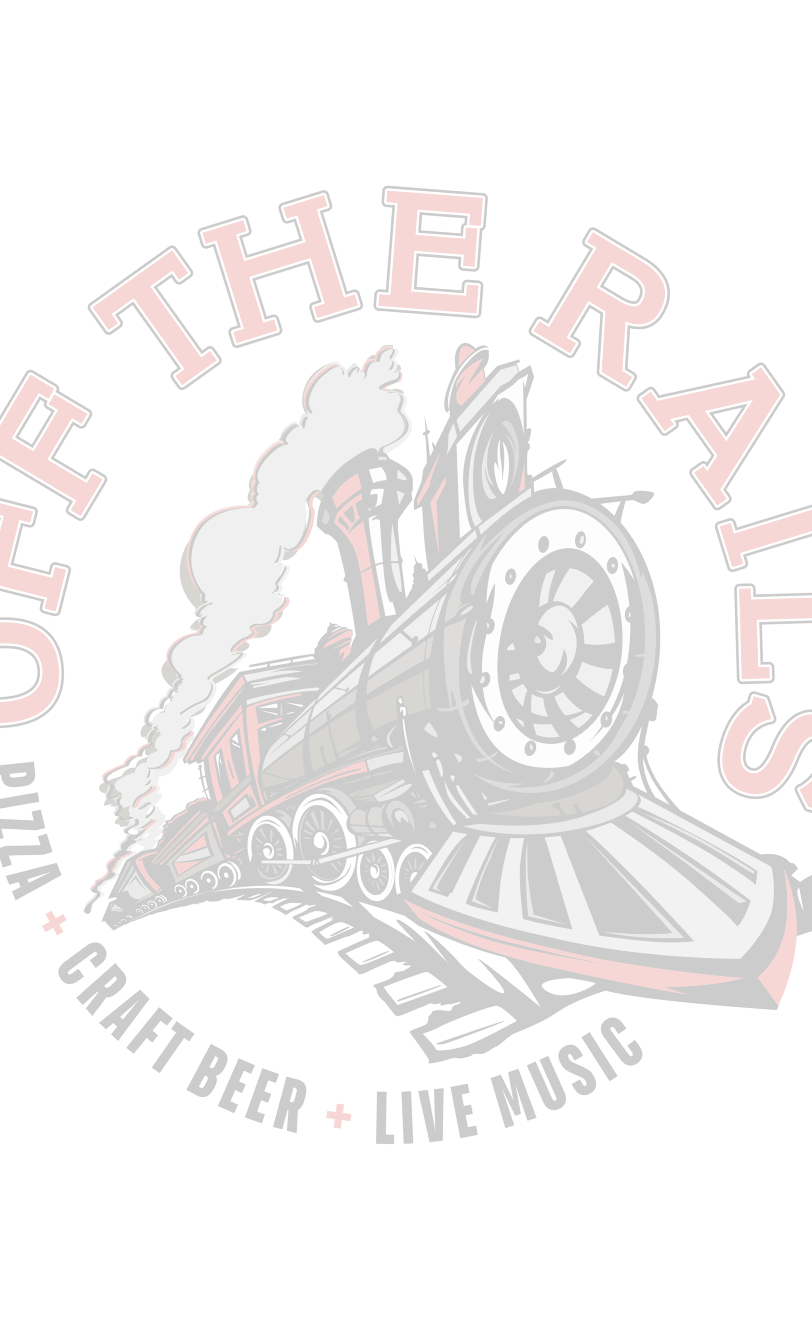 OFF THE RAILS
PIZZA + CRAFT BEER + LIVE MUSIC